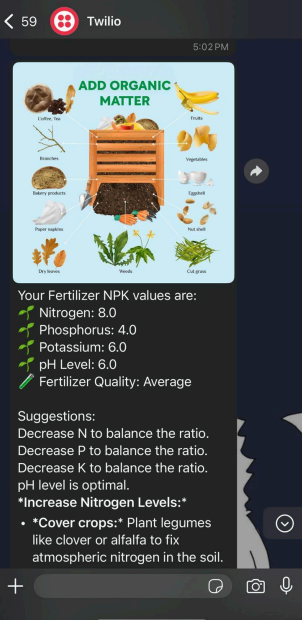 59
Twilio
5:02 PM
ADD ORGANIC
MATTER
Coffee, Tea
Fruits
Branches
Vegetables
Bakery products
Eggshell
Paper napkins
Nut shell
Dry leaves
Weeds
Cut grass
Your Fertilizer NPK values are:
🌱 Nitrogen: 8.0
🌱 Phosphorus: 4.0
🌱 Potassium: 6.0
🌱 pH Level: 6.0
🧪 Fertilizer Quality: Average
Suggestions:
Decrease N to balance the ratio.
Decrease P to balance the ratio.
Decrease K to balance the ratio.
pH level is optimal.
*Increase Nitrogen Levels:*
• *Cover crops:* Plant legumes
like clover or alfalfa to fix
atmospheric nitrogen in the soil.